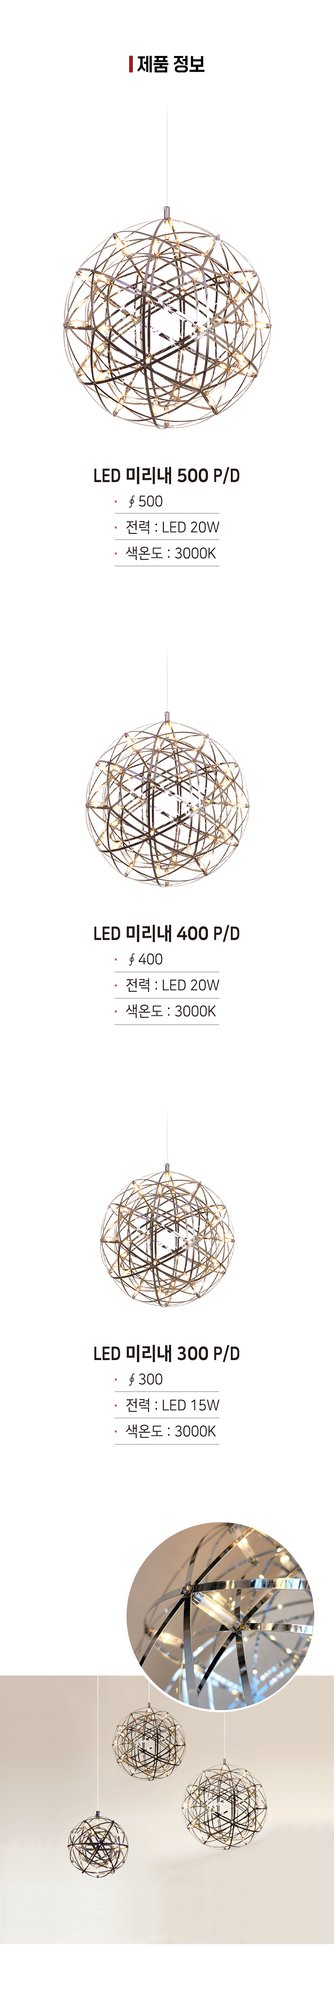 제품 정보
LED 미리내 500 P/D
· ∮500
· 전력 : LED 20W
· 색온도 : 3000K
LED 미리내 400 P/D
· ∮400
· 전력 : LED 20W
· 색온도 : 3000K
LED 미리내 300 P/D
· ∮300
· 전력 : LED 15W
· 색온도 : 3000K